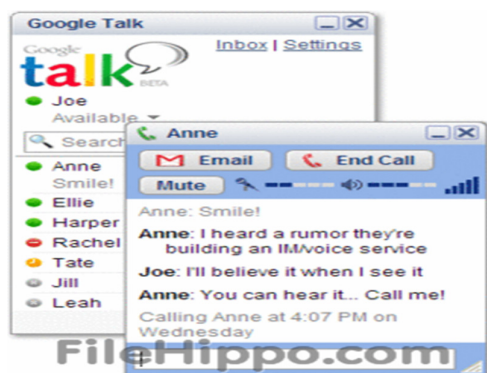 Google Talk
Inbox | Settings
Google
talk
BETA
Joe
Available
Search
Anne
Smile!
Ellie
Harper
Rachel
Tate
Jill
Leah
Anne
Email
End Call
Mute
Anne: Smile!
Anne: I heard a rumor they're
building an IM/voice service
Joe: I'll believe it when I see it
Anne: You can hear it... Call me!
Calling Anne at 4:07 PM on
Wednesday
FileHippo.com